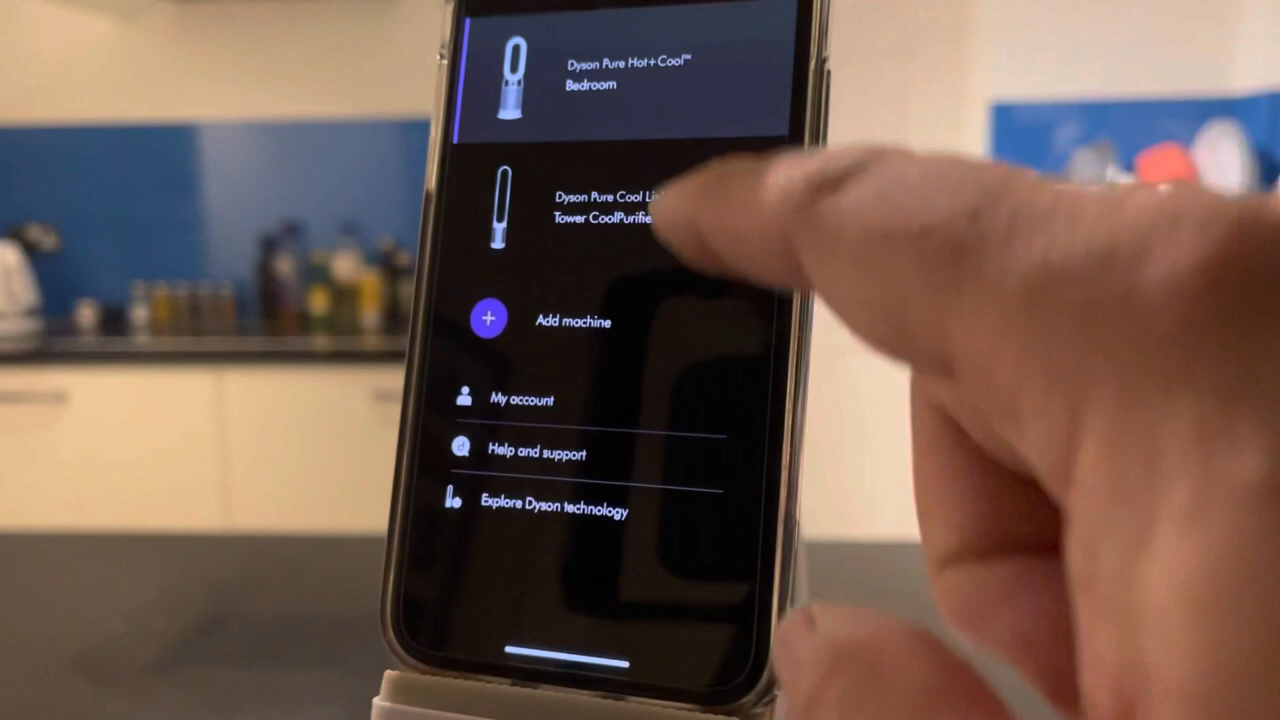 Dyson Pure Hot+Cool™
Bedroom
Dyson Pure Cool
Tower
Add machine
My account
Help and support
Explore Dyson technology